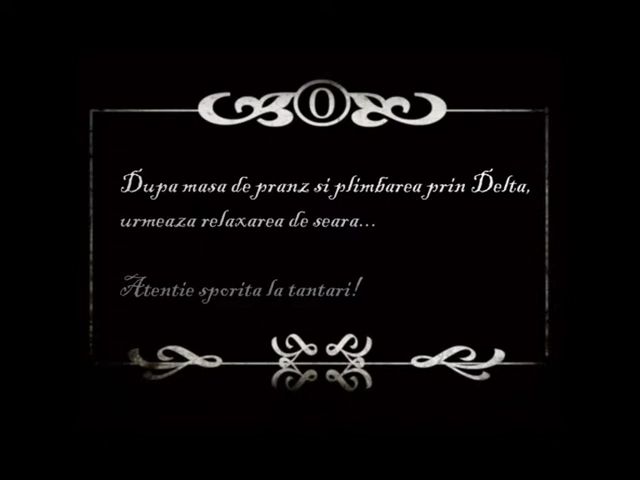 O
Dupa masa de pranz si plimbarea prin Delta,
urmeaza relaxarea de seara...
Atentie sporita la tantari!